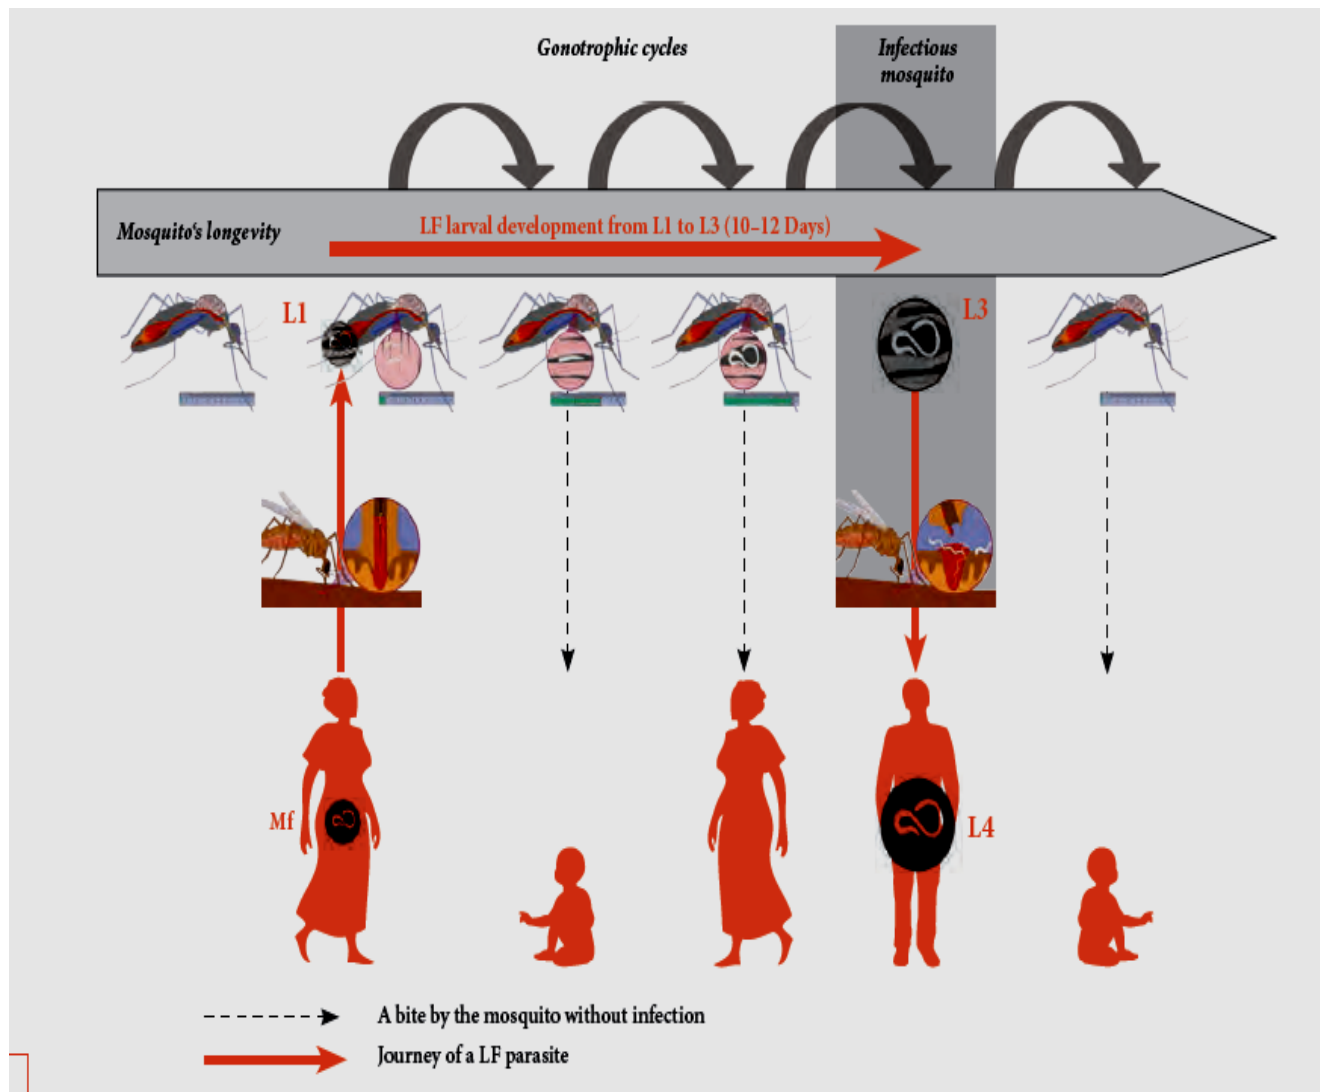 Gonotrophic cycles
Infectious
mosquito
Mosquito's longevity
LF larval development from L1 to L3 (10–12 Days)
L1
L3
Mf
L4
A bite by the mosquito without infection
Journey of a LF parasite